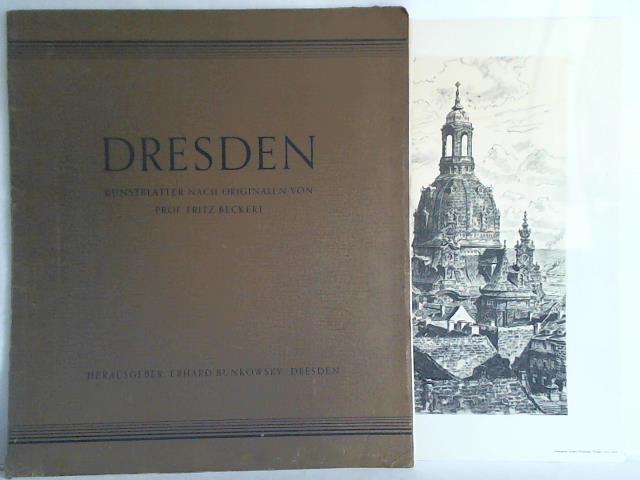 DRESDEN
KUNSTBLÄTTER NACH ORIGINALEN VON
PROF. FRITZ BECKERT
HERAUSGEBER: ERHARD BUNKOWSKY · DRESDEN